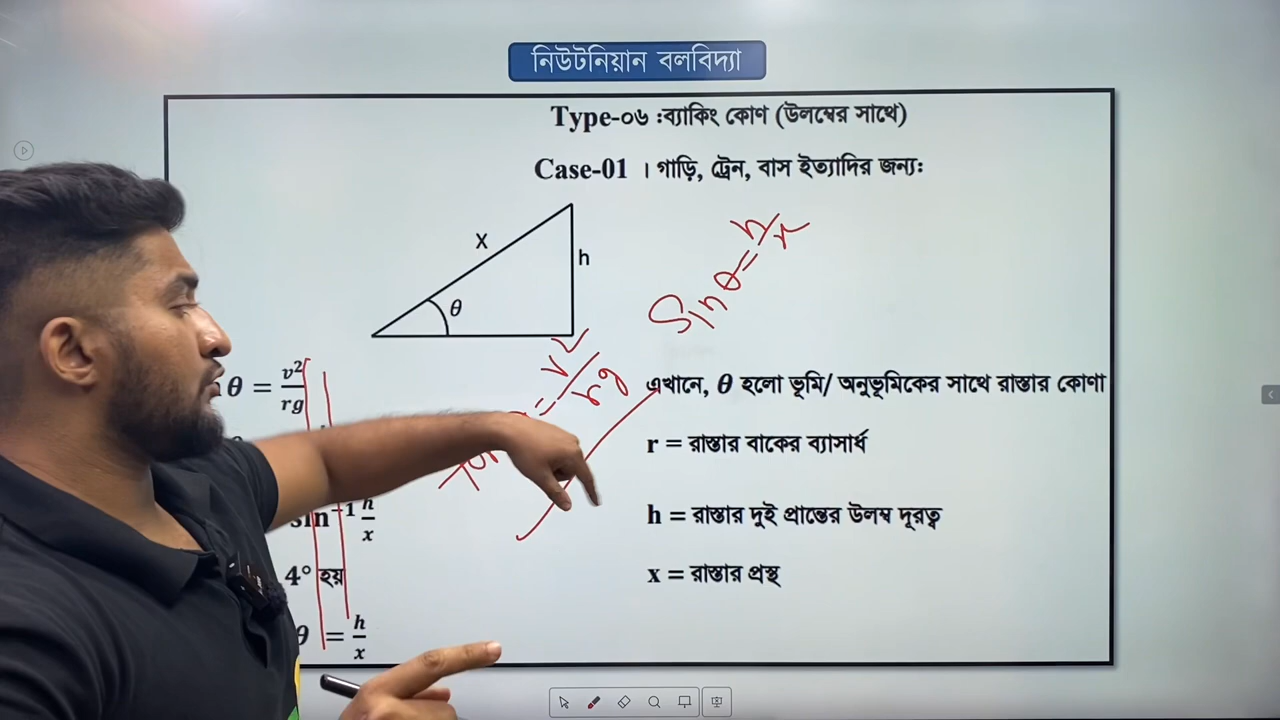 নিউটনিয়ান বলবিদ্যা
Type-০৬ :ব্যাকিং কোণ (উলম্বের সাথে)
Case-01 । গাড়ি, ট্রেন, বাস ইত্যাদির জন্য:
x
h
θ
Sin θ = h/x
θ = v²/rg
= v²/rg
এখানে, θ হলো ভূমি/ অনুভূমিকের সাথে রাস্তার কোণ।
r = রাস্তার বাকের ব্যাসার্ধ
sin⁻¹ h/x
h = রাস্তার দুই প্রান্তের উলম্ব দূরত্ব
4° হয়
x = রাস্তার প্রস্থ
θ = h/x